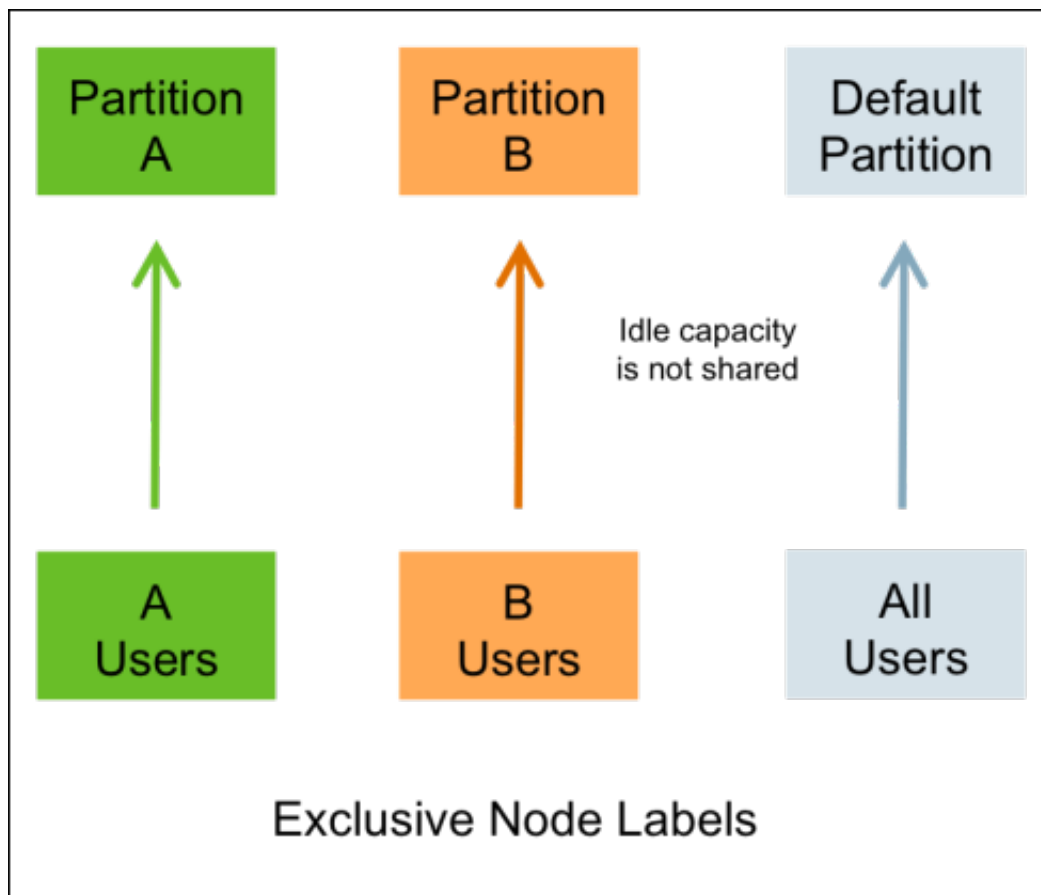 Partition
A
Partition
B
Default
Partition
Idle capacity
is not shared
A
Users
B
Users
All
Users
Exclusive Node Labels